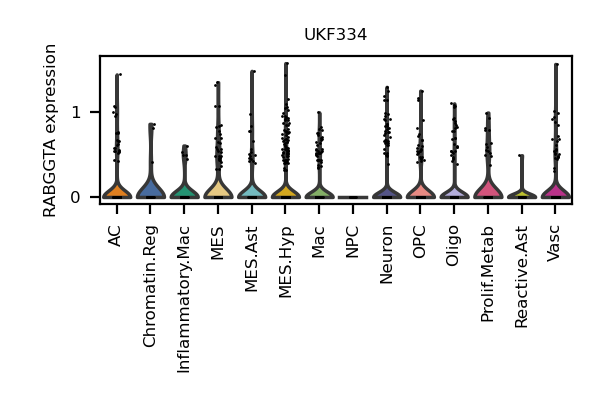 UKF334
RABGGTA expression
1
0
AC
Chromatin.Reg
Inflammatory.Mac
MES
MES.Ast
MES.Hyp
Mac
NPC
Neuron
OPC
Oligo
Prolif.Metab
Reactive.Ast
Vasc